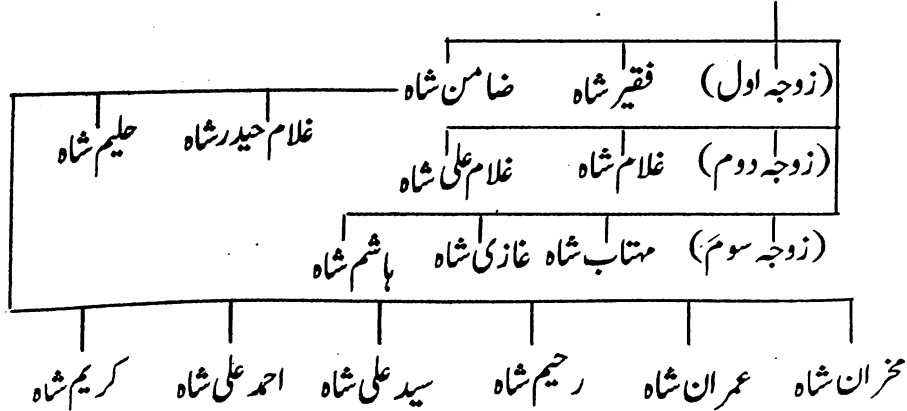 (زوجہ اول) فقیر شاہ ضامن شاہ
غلام حیدر شاہ حلیم شاہ
(زوجہ دوم) غلام شاہ غلام علی شاہ
(زوجہ سوم) مہتاب شاہ غازی شاہ ہاشم شاہ
مخران شاہ عمران شاہ رحیم شاہ سید علی شاہ احمد علی شاہ کریم شاہ